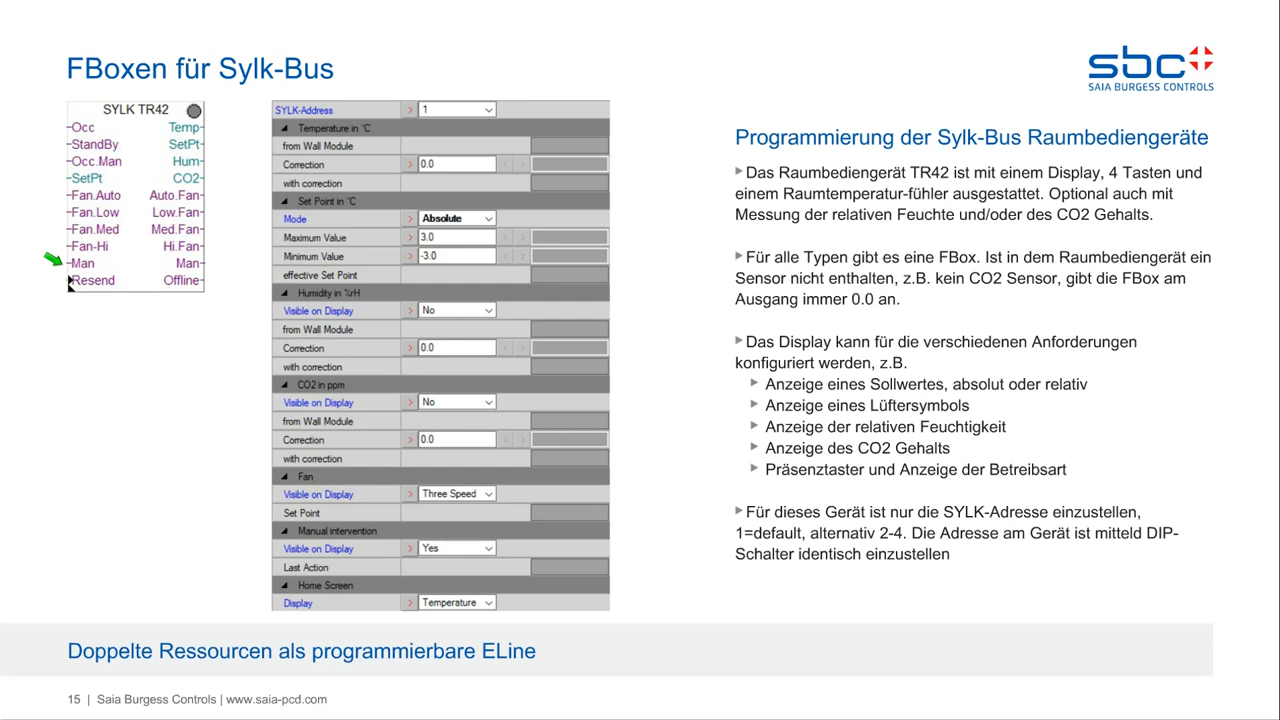 FBoxen für Sylk-Bus
sbc
SAIA BURGESS CONTROLS
SYLK TR42
Occ Temp
StandBy SetPt
Occ.Man Hum
SetPt CO2
Fan.Auto Auto.Fan
Fan.Low Low.Fan
Fan.Med Med.Fan
Fan-Hi Hi.Fan
Man Man
Resend Offline
SYLK-Address 1
Temperature in °C
from Wall Module
Correction 0.0
with correction
Set Point in °C
Mode Absolute
Maximum Value 3.0
Minimum Value -3.0
effective Set Point
Humidity in %rH
Visible on Display No
from Wall Module
Correction 0.0
with correction
CO2 in ppm
Visible on Display No
from Wall Module
Correction 0.0
with correction
Fan
Visible on Display Three Speed
Set Point
Manual intervention
Visible on Display Yes
Last Action
Home Screen
Display Temperature
Programmierung der Sylk-Bus Raumbediengeräte
Das Raumbediengerät TR42 ist mit einem Display, 4 Tasten und
einem Raumtemperatur-fühler ausgestattet. Optional auch mit
Messung der relativen Feuchte und/oder des CO2 Gehalts.
Für alle Typen gibt es eine FBox. Ist in dem Raumbediengerät ein
Sensor nicht enthalten, z.B. kein CO2 Sensor, gibt die FBox am
Ausgang immer 0.0 an.
Das Display kann für die verschiedenen Anforderungen
konfiguriert werden, z.B.
Anzeige eines Sollwertes, absolut oder relativ
Anzeige eines Lüftersymbols
Anzeige der relativen Feuchtigkeit
Anzeige des CO2 Gehalts
Präsenztaster und Anzeige der Betreibsart
Für dieses Gerät ist nur die SYLK-Adresse einzustellen,
1=default, alternativ 2-4. Die Adresse am Gerät ist mitteld DIP-
Schalter identisch einzustellen
Doppelte Ressourcen als programmierbare ELine
15 | Saia Burgess Controls | www.saia-pcd.com